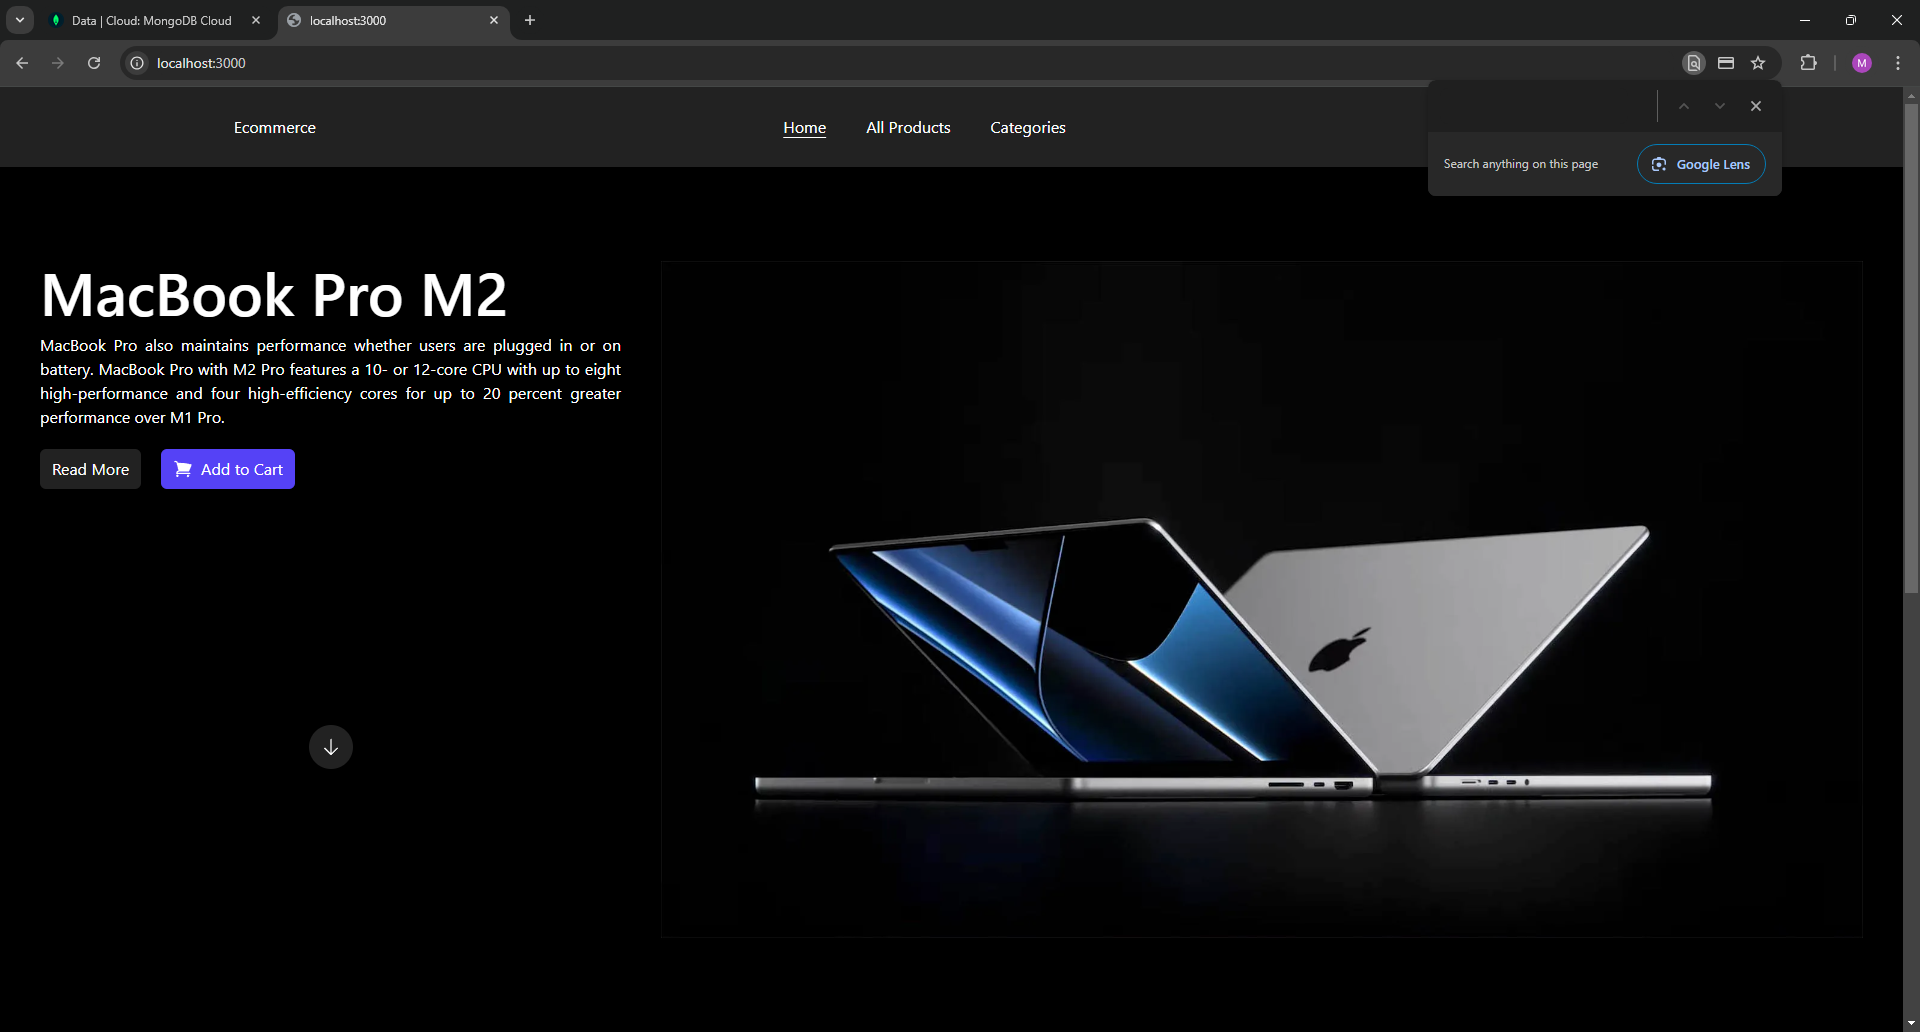 Data | Cloud: MongoDB Cloud
localhost:3000
localhost:3000
M
Ecommerce
Home
All Products
Categories
Search anything on this page
Google Lens
MacBook Pro M2
MacBook Pro also maintains performance whether users are plugged in or on
battery. MacBook Pro with M2 Pro features a 10- or 12-core CPU with up to eight
high-performance and four high-efficiency cores for up to 20 percent greater
performance over M1 Pro.
Read More
Add to Cart